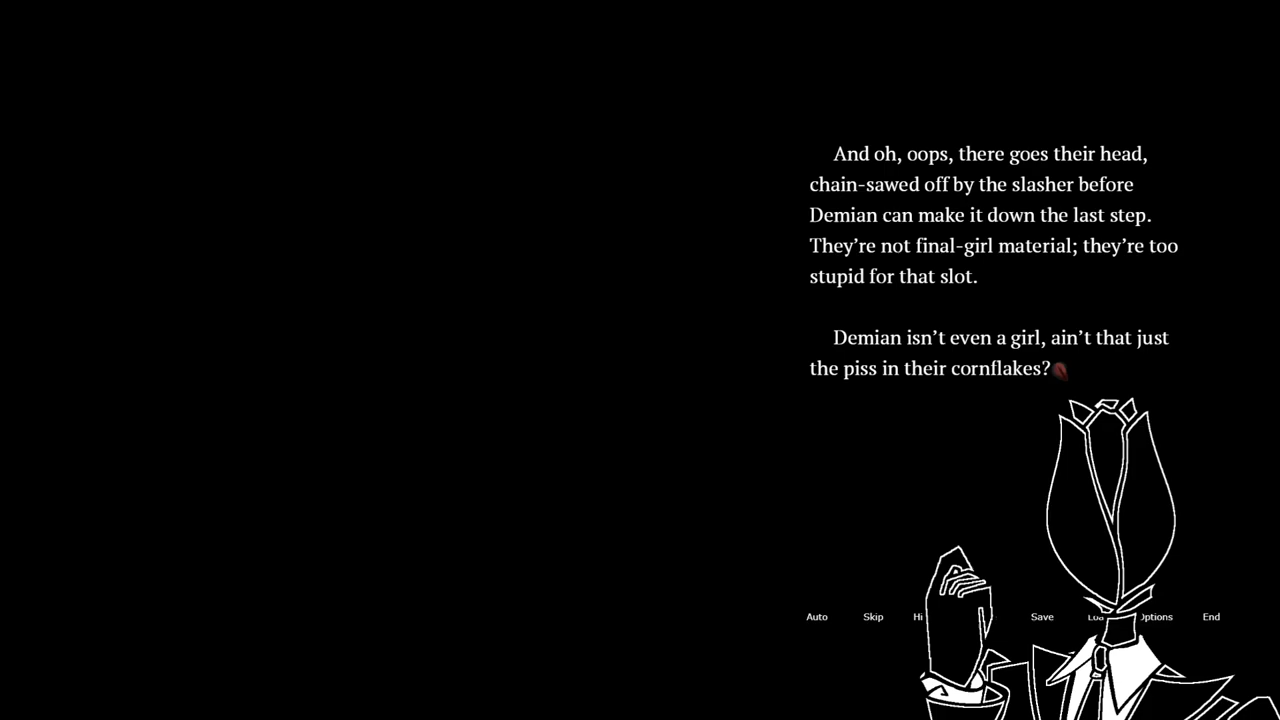 And oh, oops, there goes their head,
chain-sawed off by the slasher before
Demian can make it down the last step.
They’re not final-girl material; they’re too
stupid for that slot.
Demian isn’t even a girl, ain’t that just
the piss in their cornflakes?
Auto Skip Save End